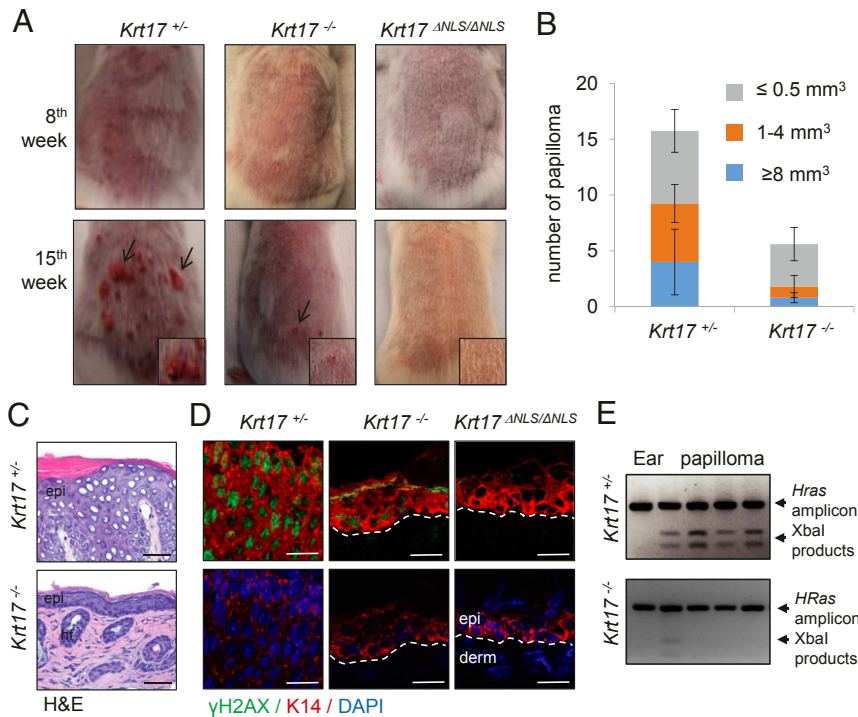 A
Krt17 +/-
Krt17 -/-
Krt17 ΔNLS/ΔNLS
8th week
15th week
B
number of papilloma
20
15
10
5
0
≤ 0.5 mm3
1-4 mm3
≥8 mm3
Krt17 +/-
Krt17 -/-
C
Krt17 +/-
epi
Krt17 -/-
epi
hf
H&E
D
Krt17 +/-
Krt17 -/-
Krt17 ΔNLS/ΔNLS
epi
derm
γH2AX / K14 / DAPI
E
Ear papilloma
Krt17 +/-
Hras
amplicon
XbaI
products
Krt17 -/-
HRas
amplicon
XbaI
products